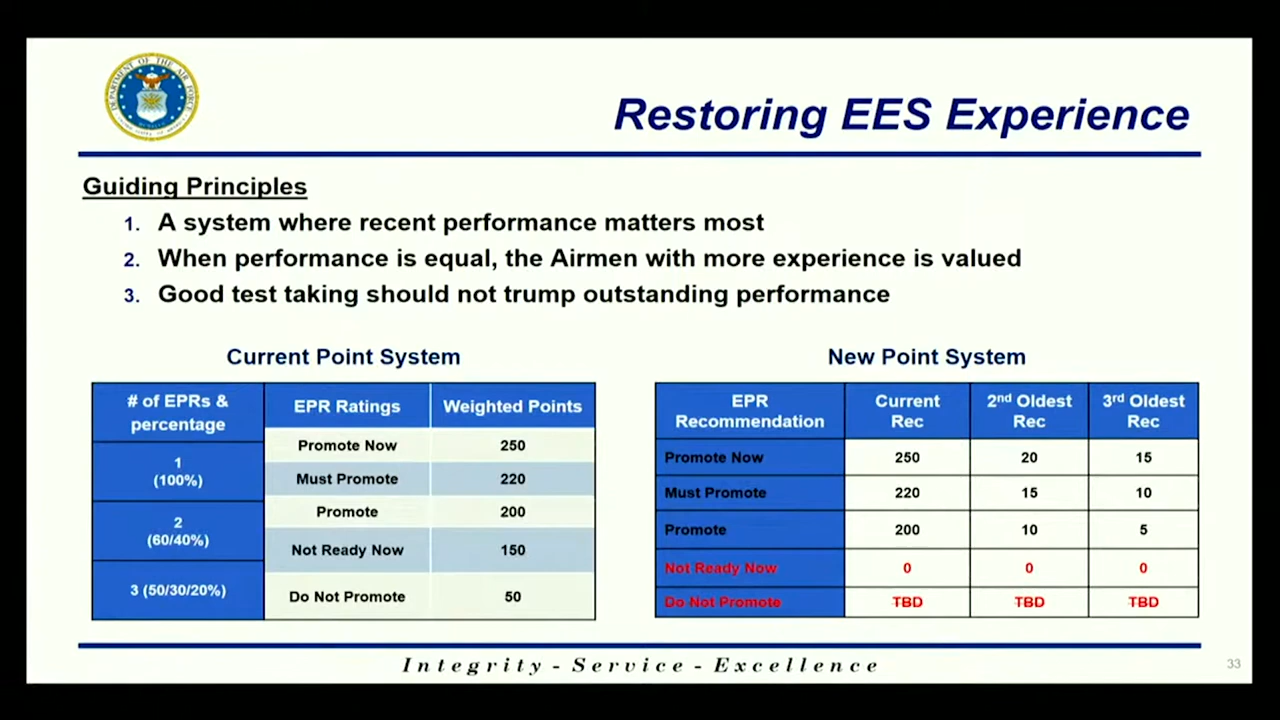 DEPARTMENT OF THE AIR FORCE
Restoring EES Experience
Guiding Principles
1. A system where recent performance matters most
2. When performance is equal, the Airmen with more experience is valued
3. Good test taking should not trump outstanding performance
Current Point System
# of EPRs & percentage EPR Ratings Weighted Points
1 (100%)
2 (60/40%)
3 (50/30/20%)
Promote Now 250
Must Promote 220
Promote 200
Not Ready Now 150
Do Not Promote 50
New Point System
EPR Recommendation Current Rec 2nd Oldest Rec 3rd Oldest Rec
Promote Now 250 20 15
Must Promote 220 15 10
Promote 200 10 5
Not Ready Now 0 0 0
Do Not Promote TBD TBD TBD
Integrity - Service - Excellence
33